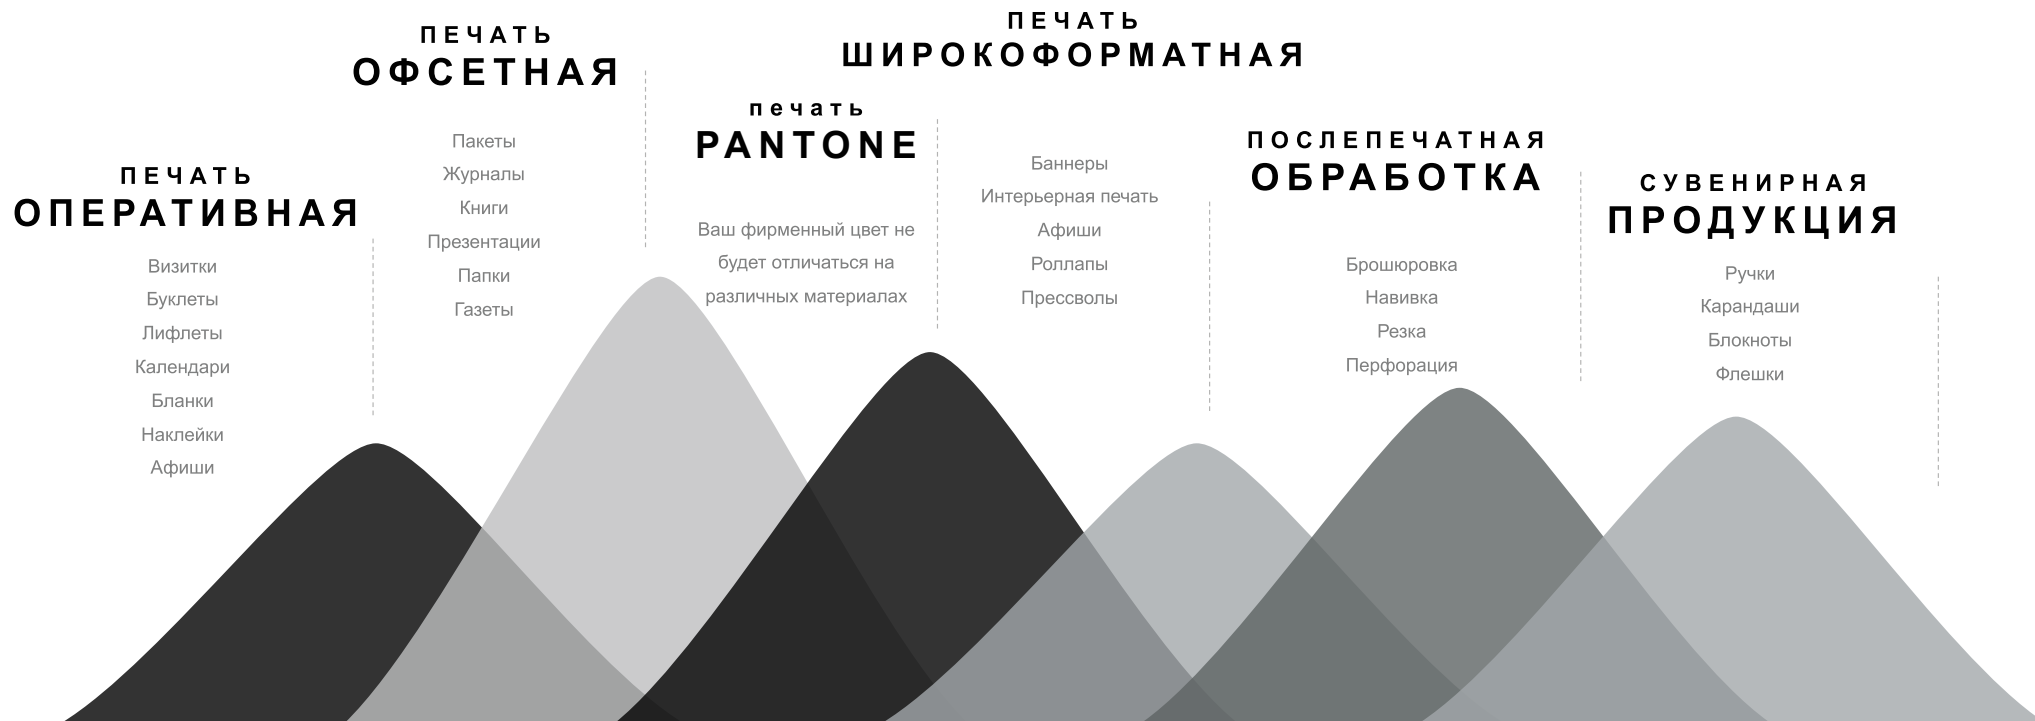 ПЕЧАТЬ
ОПЕРАТИВНАЯ
Визитки
Буклеты
Лифлеты
Календари
Бланки
Наклейки
Афиши
ПЕЧАТЬ
ОФСЕТНАЯ
Пакеты
Журналы
Книги
Презентации
Папки
Газеты
печать
PANTONE
Ваш фирменный цвет не
будет отличаться на
различных материалах
ПЕЧАТЬ
ШИРОКОФОРМАТНАЯ
Баннеры
Интерьерная печать
Афиши
Роллапы
Прессволы
ПОСЛЕПЕЧАТНАЯ
ОБРАБОТКА
Брошюровка
Навивка
Резка
Перфорация
СУВЕНИРНАЯ
ПРОДУКЦИЯ
Ручки
Карандаши
Блокноты
Флешки